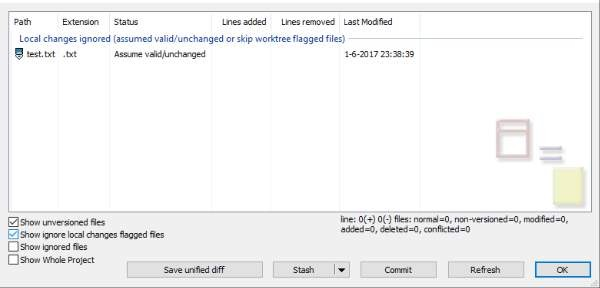 Path Extension Status Lines added Lines removed Last Modified
Local changes ignored (assumed valid/unchanged or skip worktree flagged files)
test.txt .txt Assume valid/unchanged 1-6-2017 23:38:39
Show unversioned files
Show ignore local changes flagged files
Show ignored files
Show Whole Project
line: 0(+) 0(-) files: normal=0, non-versioned=0, modified=0,
added=0, deleted=0, conflicted=0
Save unified diff Stash Commit Refresh OK